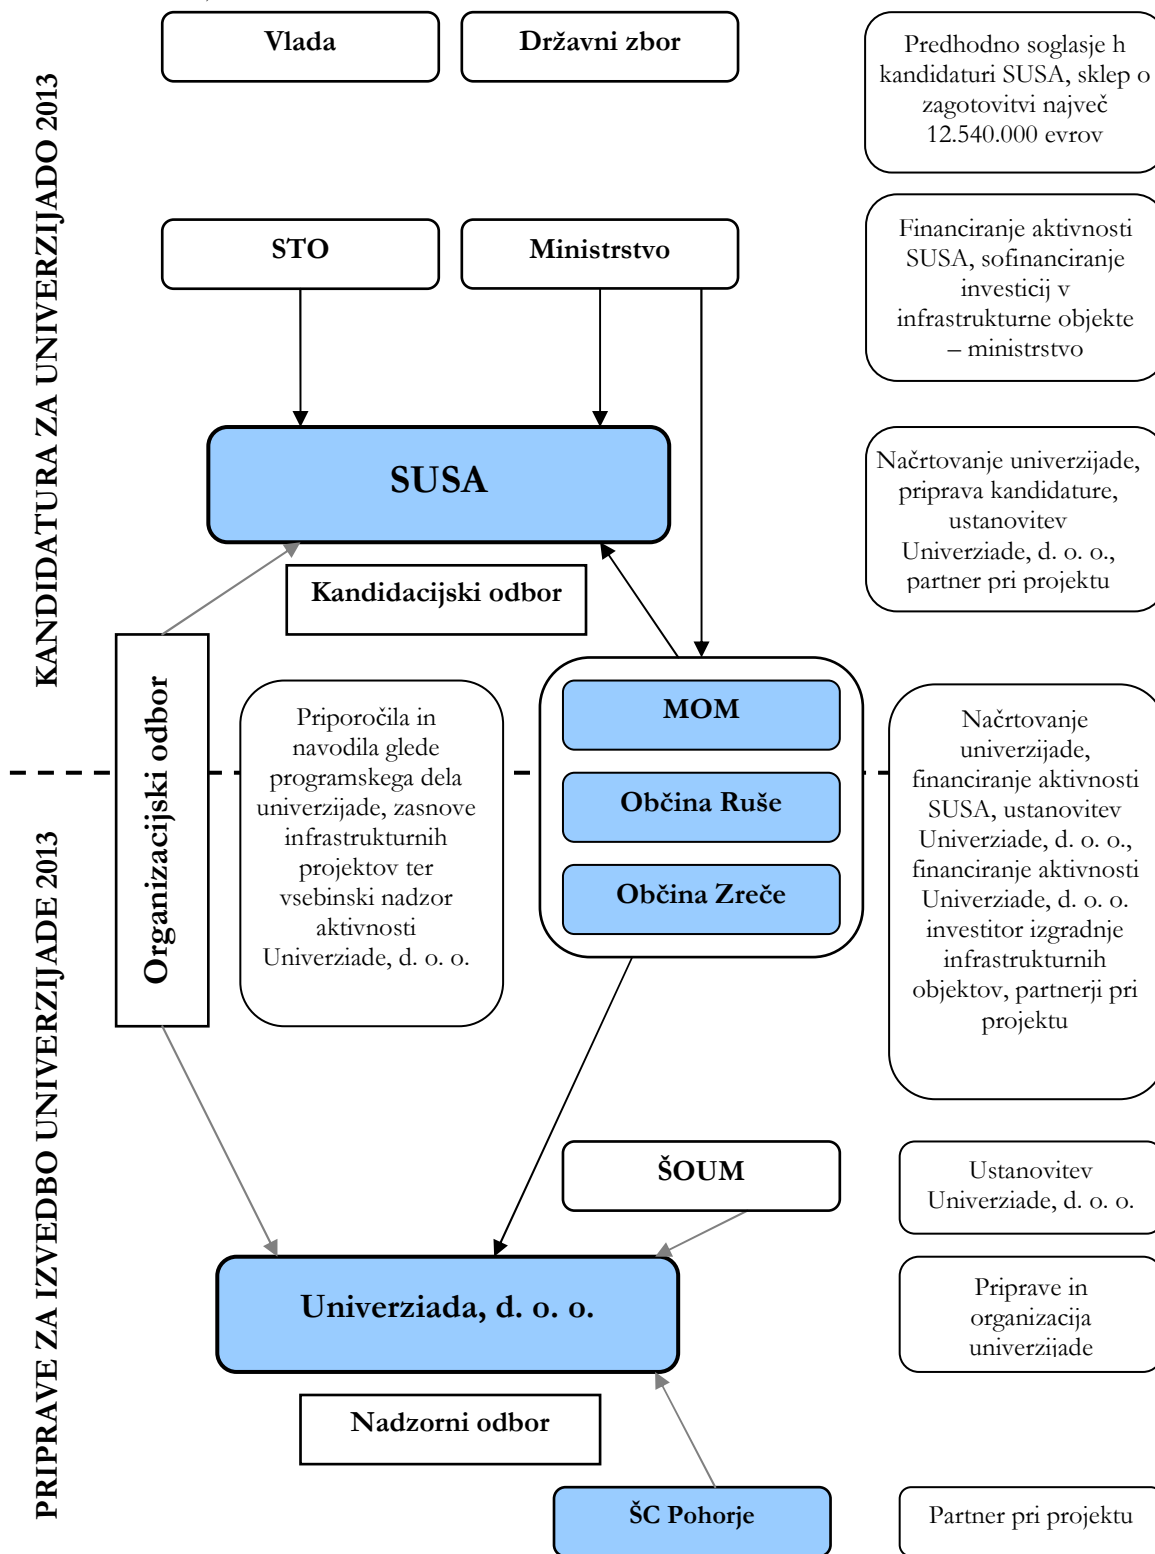 KANDIDATURA ZA UNIVERZIJADO 2013
Vlada
Državni zbor
Predhodno soglasje h
kandidaturi SUSA, sklep o
zagotovitvi največ
12.540.000 evrov
STO
Ministrstvo
Financiranje aktivnosti
SUSA, sofinanciranje
investicij v
infrastrukturne objekte
– ministrstvo
SUSA
Načrtovanje univerzijade,
priprava kandidature,
ustanovitev
Univerziade, d. o. o.,
partner pri projektu
Kandidacijski odbor
Organizacijski odbor
Priporočila in
navodila glede
programskega dela
univerzijade, zasnove
infrastrukturnih
projektov ter
vsebinski nadzor
aktivnosti
Univerziade, d. o. o.
MOM
Občina Ruše
Občina Zreče
Načrtovanje
univerzijade,
financiranje aktivnosti
SUSA, ustanovitev
Univerziade, d. o. o.,
financiranje aktivnosti
Univerziade, d. o. o.
investitor izgradnje
infrastrukturnih
objektov, partnerji pri
projektu
PRIPRAVE ZA IZVEDBO UNIVERZIJADE 2013
ŠOUM
Ustanovitev
Univerziade, d. o. o.
Univerziada, d. o. o.
Priprave in
organizacija
univerzijade
Nadzorni odbor
ŠC Pohorje
Partner pri projektu